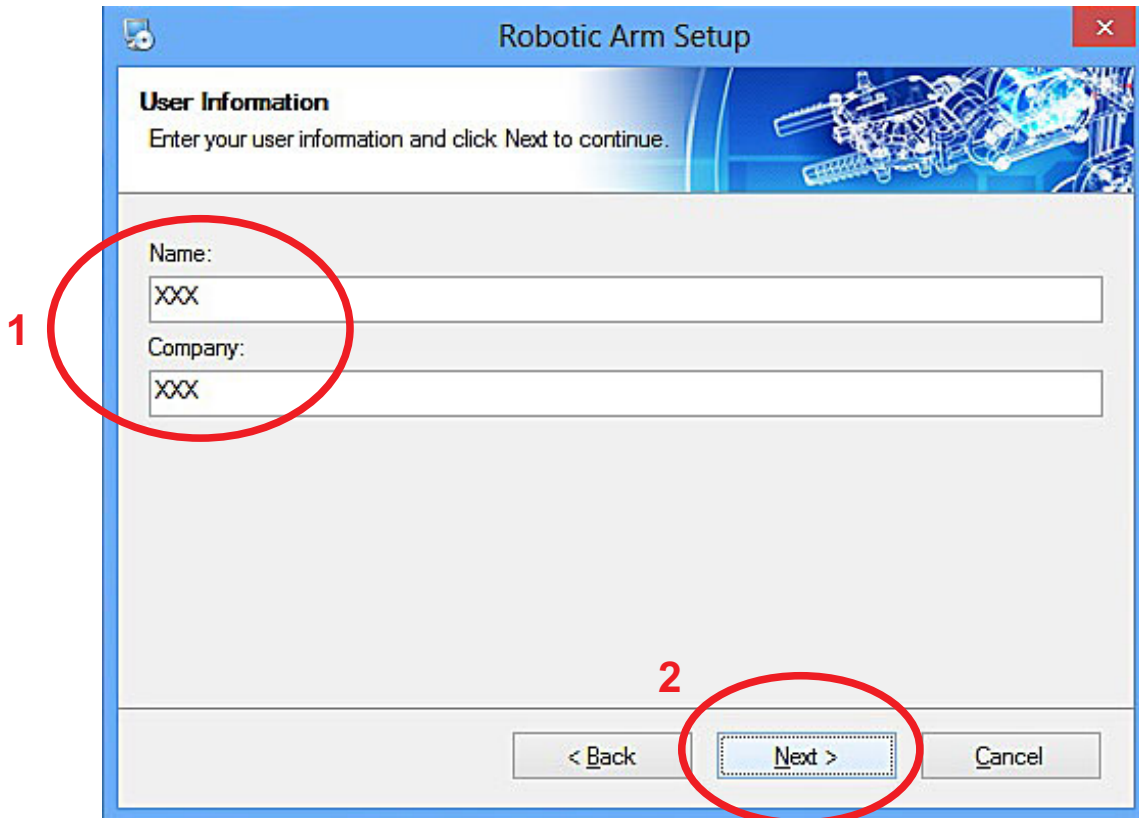 Robotic Arm Setup
User Information
Enter your user information and click Next to continue.
Name:
XXX
1
Company:
XXX
2
< Back
Next >
Cancel